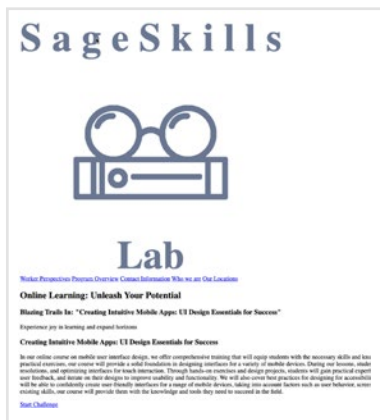 SageSkills
Lab
Worker Perspectives Program Overview Contact Information Who we are Our Locations
Online Learning: Unleash Your Potential
Blazing Trails In: "Creating Intuitive Mobile Apps: UI Design Essentials for Success"
Experience joy in learning and expand horizons
Creating Intuitive Mobile Apps: UI Design Essentials for Success
In our online course on mobile user interface design, we offer comprehensive training that will equip students with the necessary skills and
practical exercises, our course will provide a solid foundation in designing interfaces for a variety of mobile devices. During our lessons,
resolutions, and optimizing interfaces for touch interaction. Through hands-on exercises and design projects, students will gain practical
user feedback, and iterate on their designs to improve usability and functionality. We will also cover best practices for designing for
will be able to confidently create user-friendly interfaces for a range of mobile devices, taking into account factors such as user behavior,
existing skills, our course will provide them with the knowledge and tools they need to succeed in the field.
Start Challenge